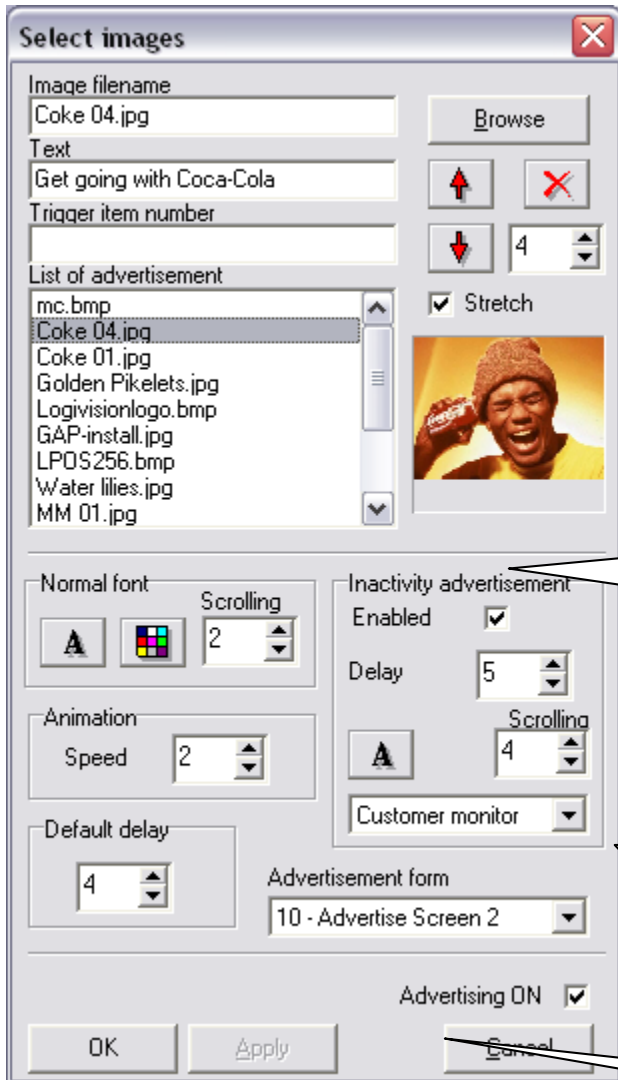 Select images
Image filename
Coke 04.jpg
Browse
Text
Get going with Coca-Cola
Trigger item number
4
List of advertisement
mc.bmp
Stretch
Coke 04.jpg
Coke 01.jpg
Golden Pikelets.jpg
Logivisionlogo.bmp
GAP-install.jpg
LPOS256.bmp
Water lilies.jpg
MM 01.jpg
Normal font
Scrolling
A
2
Inactivity advertisement
Enabled
Delay
5
Scrolling
A
4
Customer monitor
Animation
Speed
2
Default delay
4
Advertisement form
10 - Advertise Screen 2
Advertising ON
OK
Apply
Cancel